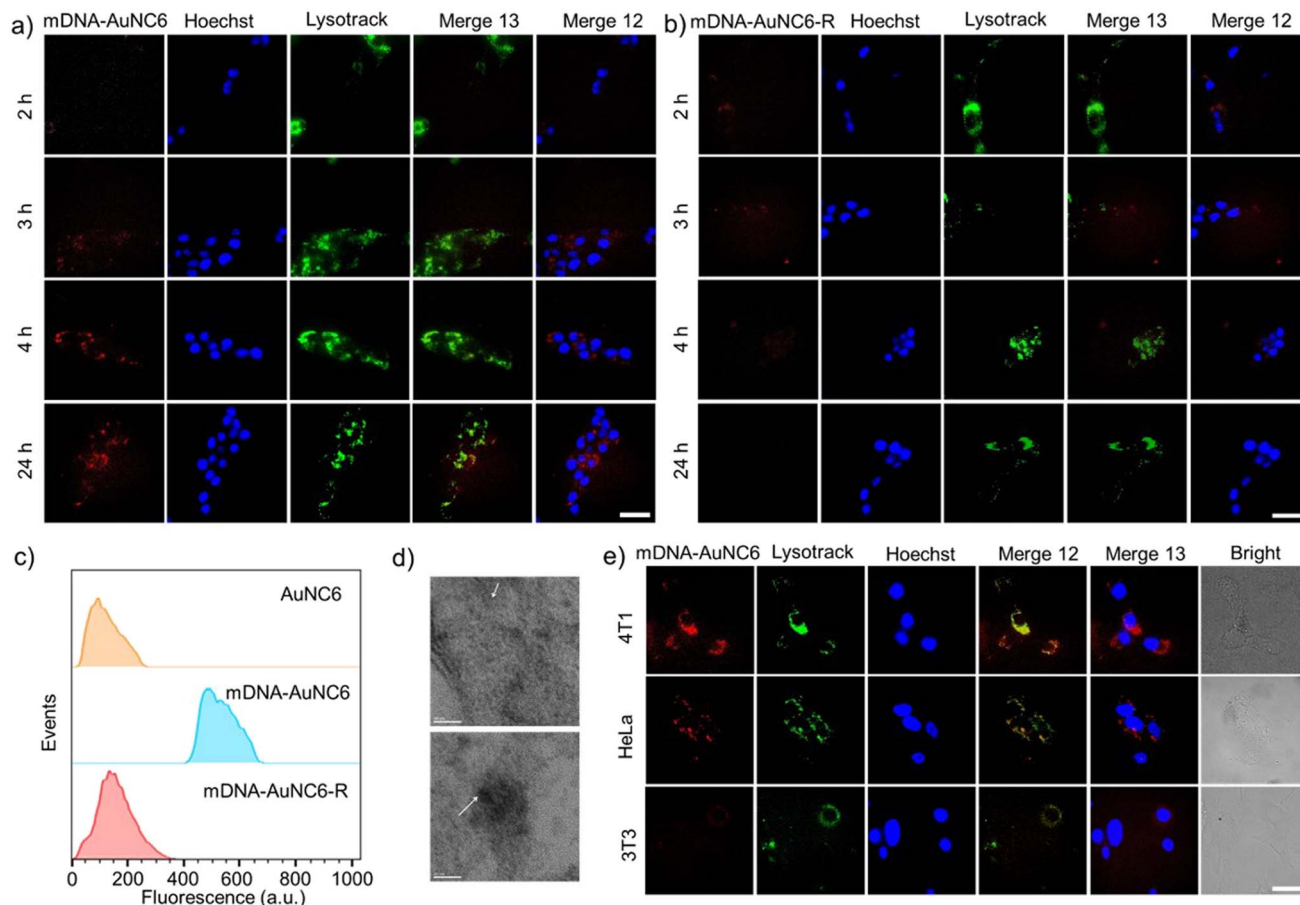 a)
mDNA-AuNC6 Hoechst Lysotrack Merge 13 Merge 12
2 h
3 h
4 h
24 h
b)
mDNA-AuNC6-R Hoechst Lysotrack Merge 13 Merge 12
2 h
3 h
4 h
24 h
c)
AuNC6
mDNA-AuNC6
mDNA-AuNC6-R
Events
0 200 400 600 800 1000
Fluorescence (a.u.)
d)
e)
mDNA-AuNC6 Lysotrack Hoechst Merge 12 Merge 13 Bright
4T1
HeLa
3T3